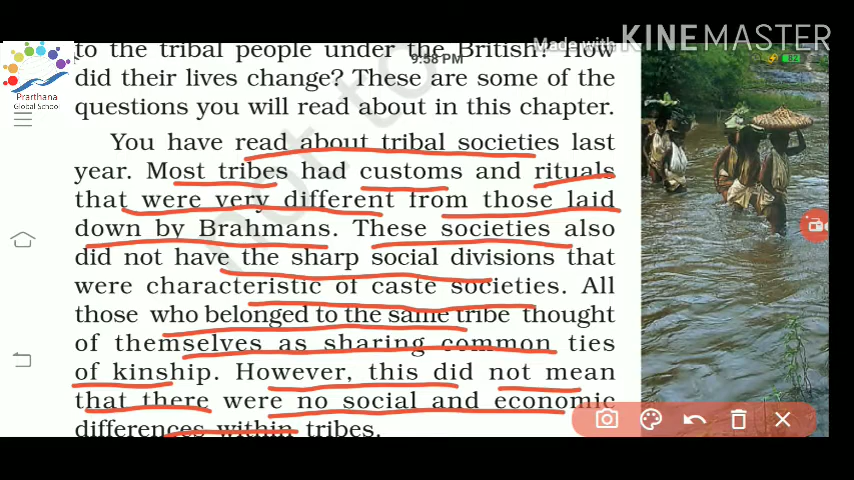 Made with KINEMASTER
to the tribal people under the British? How
9:58 PM
82
did their lives change? These are some of the
Prarthana
Global School
questions you will read about in this chapter.
You have read about tribal societies last
year. Most tribes had customs and rituals
that were very different from those laid
down by Brahmans. These societies also
did not have the sharp social divisions that
were characteristic of caste societies. All
those who belonged to the same tribe thought
of themselves as sharing common ties
of kinship. However, this did not mean
that there were no social and economic
differences within tribes.
not to